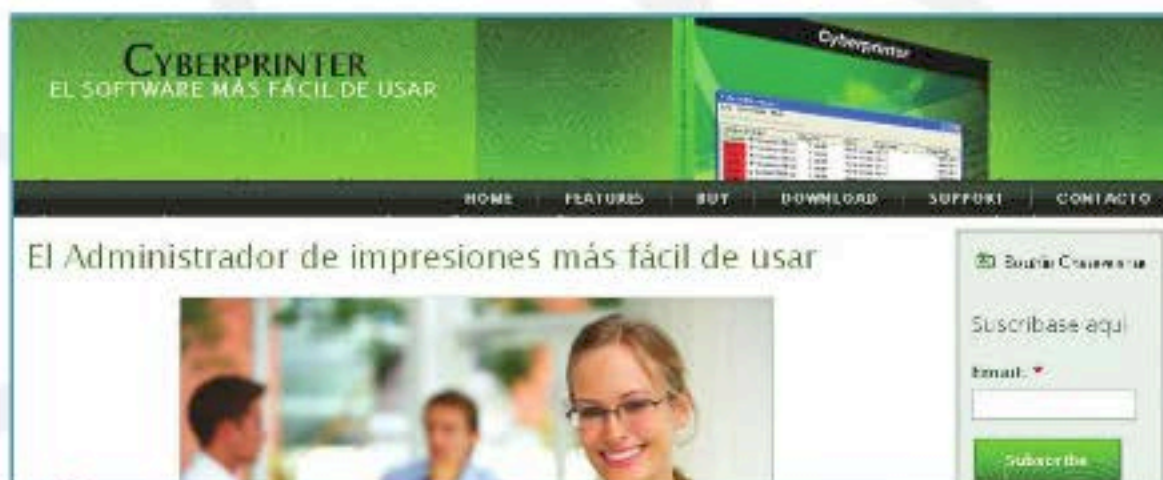 CYBERPRINTER
EL SOFTWARE MÁS FÁCIL DE USAR
Cyberprinter
HOME FEATURES BUY DOWNLOAD SUPPORT CONTACTO
El Administrador de impresiones más fácil de usar
Suscribase aqui
Email: *
Subscribe